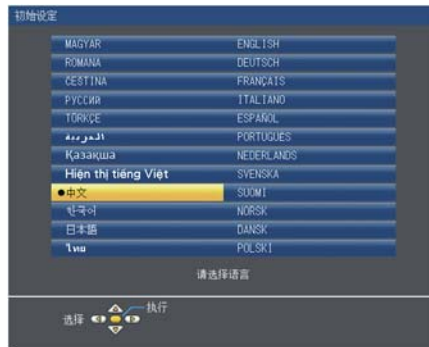 初始设定
MAGYAR ENGLISH
ROMÂNA DEUTSCH
ČEŠTINA FRANÇAIS
РУССКИЙ ITALIANO
TÜRKÇE ESPAÑOL
العربية PORTUGUÊS
Қазақша NEDERLANDS
Hiện thị tiếng Việt SVENSKA
●中文 SUOMI
한국어 NORSK
日本語 DANSK
ไทย POLSKI
请选择语言
执行
选择